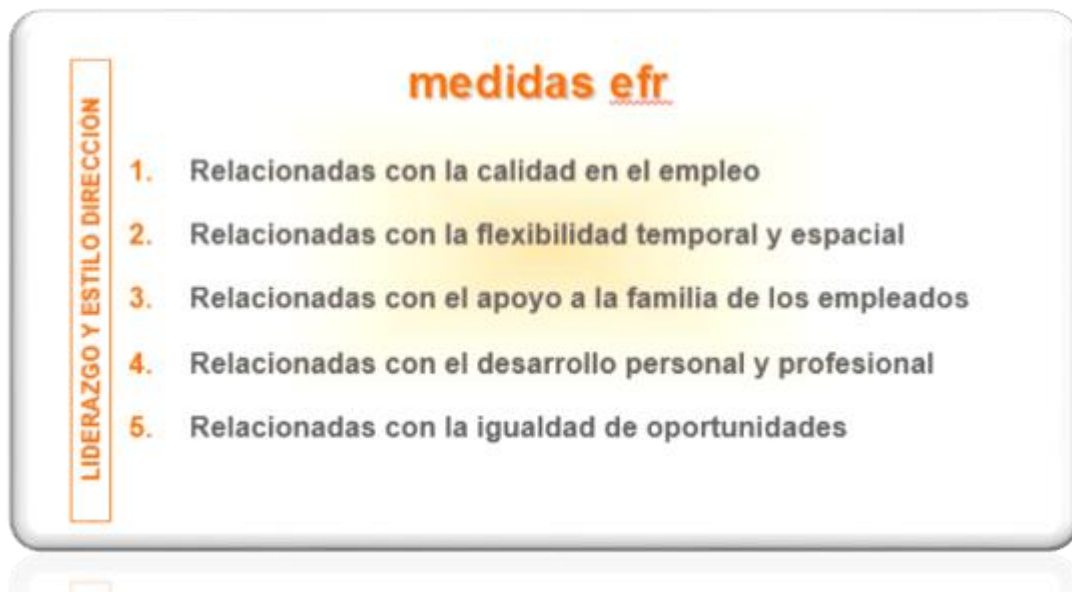 medidas efr
LIDERAZGO Y ESTILO DIRECCIÓN
1. Relacionadas con la calidad en el empleo
2. Relacionadas con la flexibilidad temporal y espacial
3. Relacionadas con el apoyo a la familia de los empleados
4. Relacionadas con el desarrollo personal y profesional
5. Relacionadas con la igualdad de oportunidades